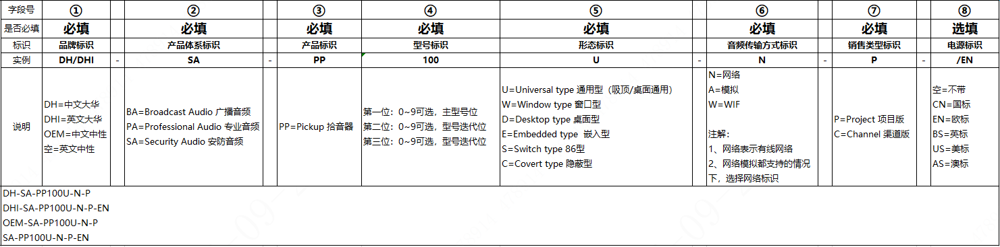 字段号 ① ② ③ ④ ⑤ ⑥ ⑦ ⑧
是否必填 必填 必填 必填 必填 必填 必填 必填 选填
标识 品牌标识 产品体系标识 产品标识 型号标识 形态标识 音频传输方式标识 销售类型标识 电源标识
实例 DH/DHI - SA - PP 100 U - N - P - /EN
说明
DH=中文大华
DHI=英文大华
OEM=中文中性
空=英文中性
BA=Broadcast Audio 广播音频
PA=Professional Audio 专业音频
SA=Security Audio 安防音频
PP=Pickup 拾音器
第一位：0~9可选，主型号位
第二位：0~9可选，型号迭代位
第三位：0~9可选，型号迭代位
U=Universal type 通用型（吸顶/桌面通用）
W=Window type 窗口型
D=Desktop type 桌面型
E=Embedded type 嵌入型
S=Switch type 86型
C=Covert type 隐蔽型
N=网络
A=模拟
W=WIF
注解：
1、网络表示有线网络
2、网络模拟都支持的情况
下，选择网络标识
P=Project 项目版
C=Channel 渠道版
空=不带
CN=国标
EN=欧标
BS=英标
US=美标
AS=澳标
DH-SA-PP100U-N-P
DHI-SA-PP100U-N-P-EN
OEM-SA-PP100U-N-P
SA-PP100U-N-P-EN